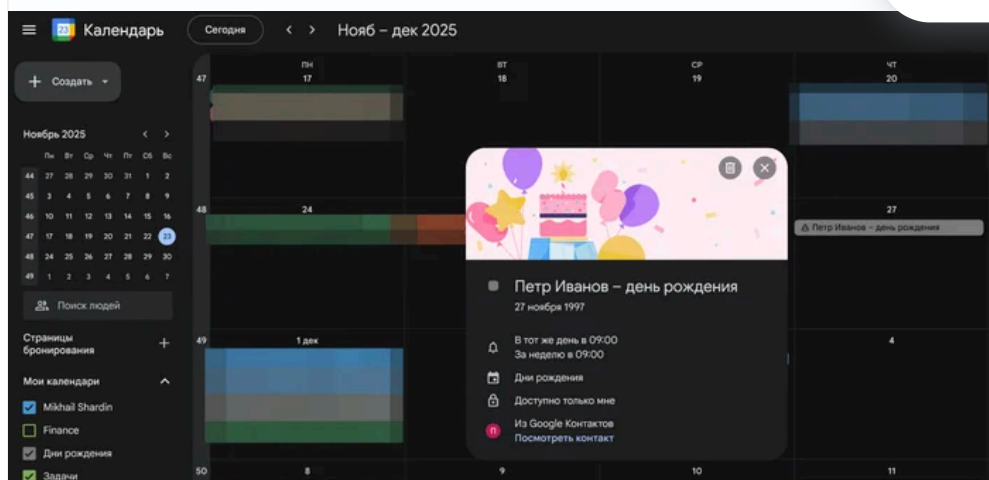 23 Календарь Сегодня < > Нояб – дек 2025
+ Создать
ПН ВТ СР ЧТ
47 17 18 19 20
Ноябрь 2025 < >
Пн Вт Ср Чт Пт Сб Вс
44 27 28 29 30 31 1 2
45 3 4 5 6 7 8 9
46 10 11 12 13 14 15 16
47 17 18 19 20 21 22 23
48 24 25 26 27 28 29 30
49 1 2 3 4 5 6 7
Поиск людей
Страницы
бронирования +
Мои календари
Mikhail Shardin
Finance
Дни рождения
Задачи
48 24 27
Петр Иванов – день рождения
Петр Иванов – день рождения
27 ноября 1997
В тот же день в 09:00
За неделю в 09:00
Дни рождения
Доступно только мне
П Из Google Контактов
Посмотреть контакт
49 1 дек 4
50 8 9 10 11